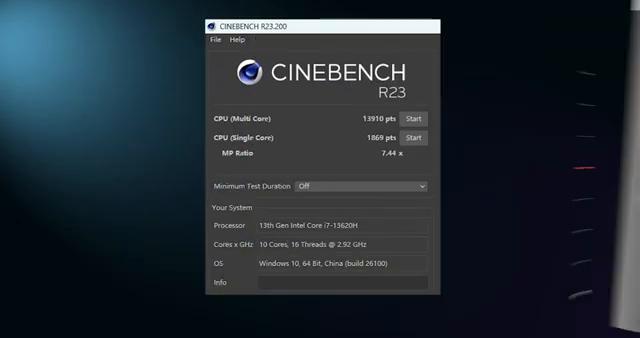 CINEBENCH R23.200
File Help
CINEBENCH
R23
CPU (Multi Core) 13910 pts Start
CPU (Single Core) 1869 pts Start
MP Ratio 7.44 x
Minimum Test Duration Off
Your System
Processor 13th Gen Intel Core i7-13620H
Cores x GHz 10 Cores, 16 Threads @ 2.92 GHz
OS Windows 10, 64 Bit, China (build 26100)
Info